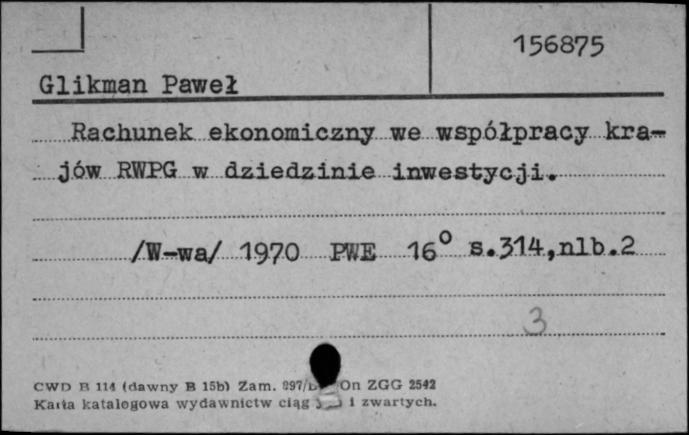 156875
Glikman Paweł
Rachunek ekonomiczny we współpracy kra-
jów RWPG w dziedzinie inwestycji.
/W-wa/ 1970 PWE 16° s.314,nlb.2
3
CWD B 114 (dawny B 15b) Zam. On ZGG 2542
Karta katalogowa wydawnictw ciąg i zwartych.